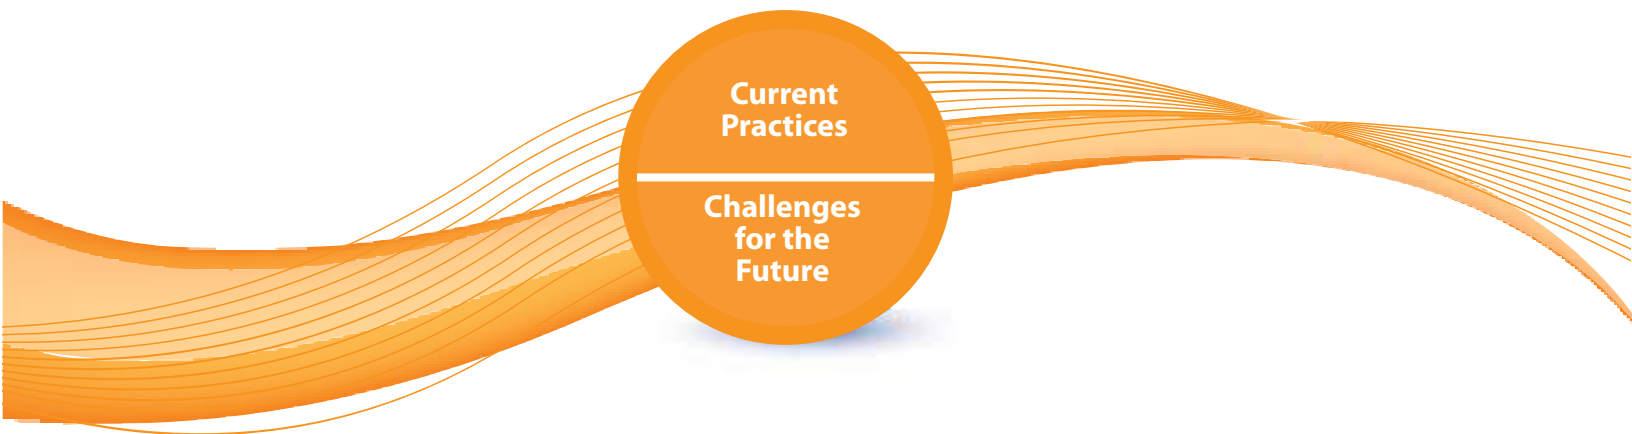 Current
Practices
Challenges
for the
Future